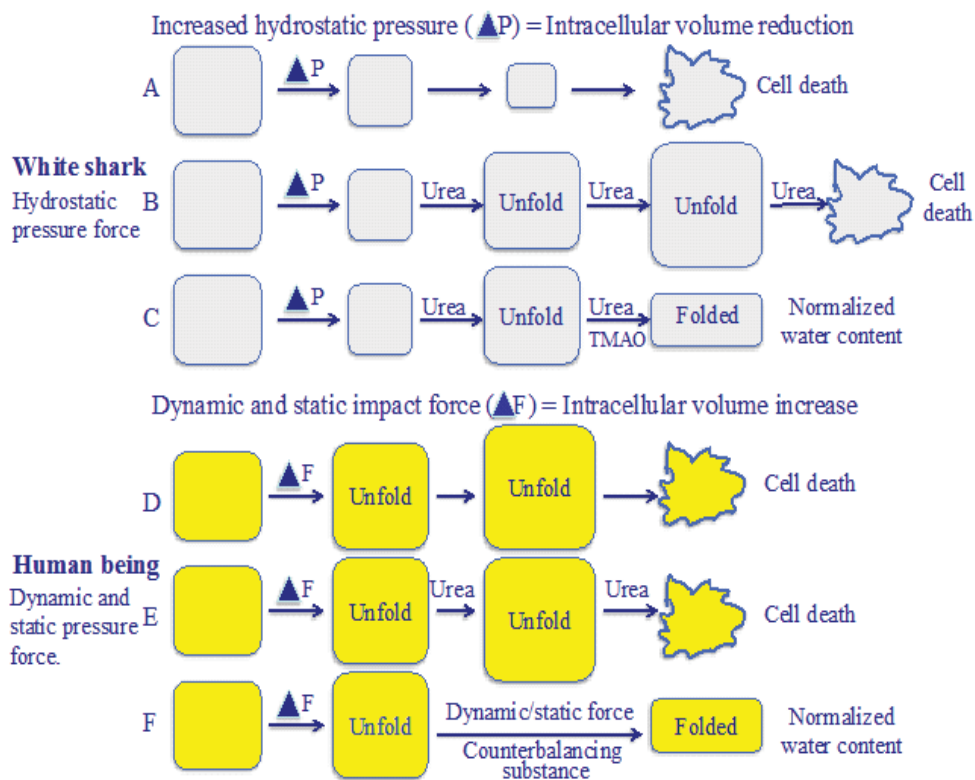 Increased hydrostatic pressure (▲P) = Intracellular volume reduction
A
▲P
Cell death
White shark
Hydrostatic
pressure force
B
▲P
Urea
Unfold
Urea
Unfold
Urea
Cell
death
C
▲P
Urea
Unfold
Urea
TMAO
Folded
Normalized
water content
Dynamic and static impact force (▲F) = Intracellular volume increase
D
▲F
Unfold
Unfold
Cell death
Human being
Dynamic and
static pressure
force.
E
▲F
Unfold
Urea
Unfold
Urea
Cell death
F
▲F
Unfold
Dynamic/static force
Counterbalancing
substance
Folded
Normalized
water content